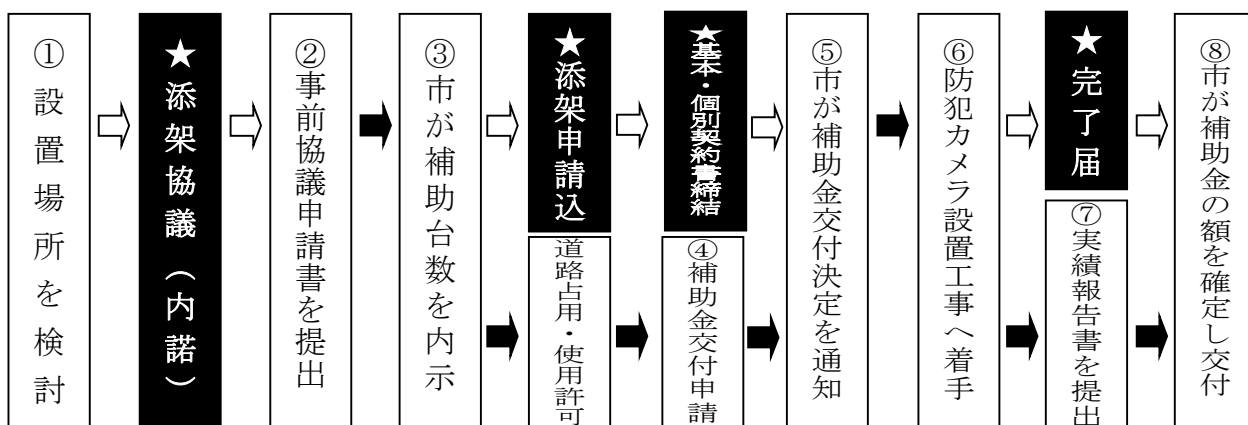 ①設置場所を検討
★添架協議（内諾）
②事前協議申請書を提出
③市が補助台数を内示
★添架申請込
道路占用・使用許可
★基本・個別契約書締結
④補助金交付申請
⑤市が補助金交付決定を通知
⑥防犯カメラ設置工事へ着手
★完了届
⑦実績報告書を提出
⑧市が補助金の額を確定し交付